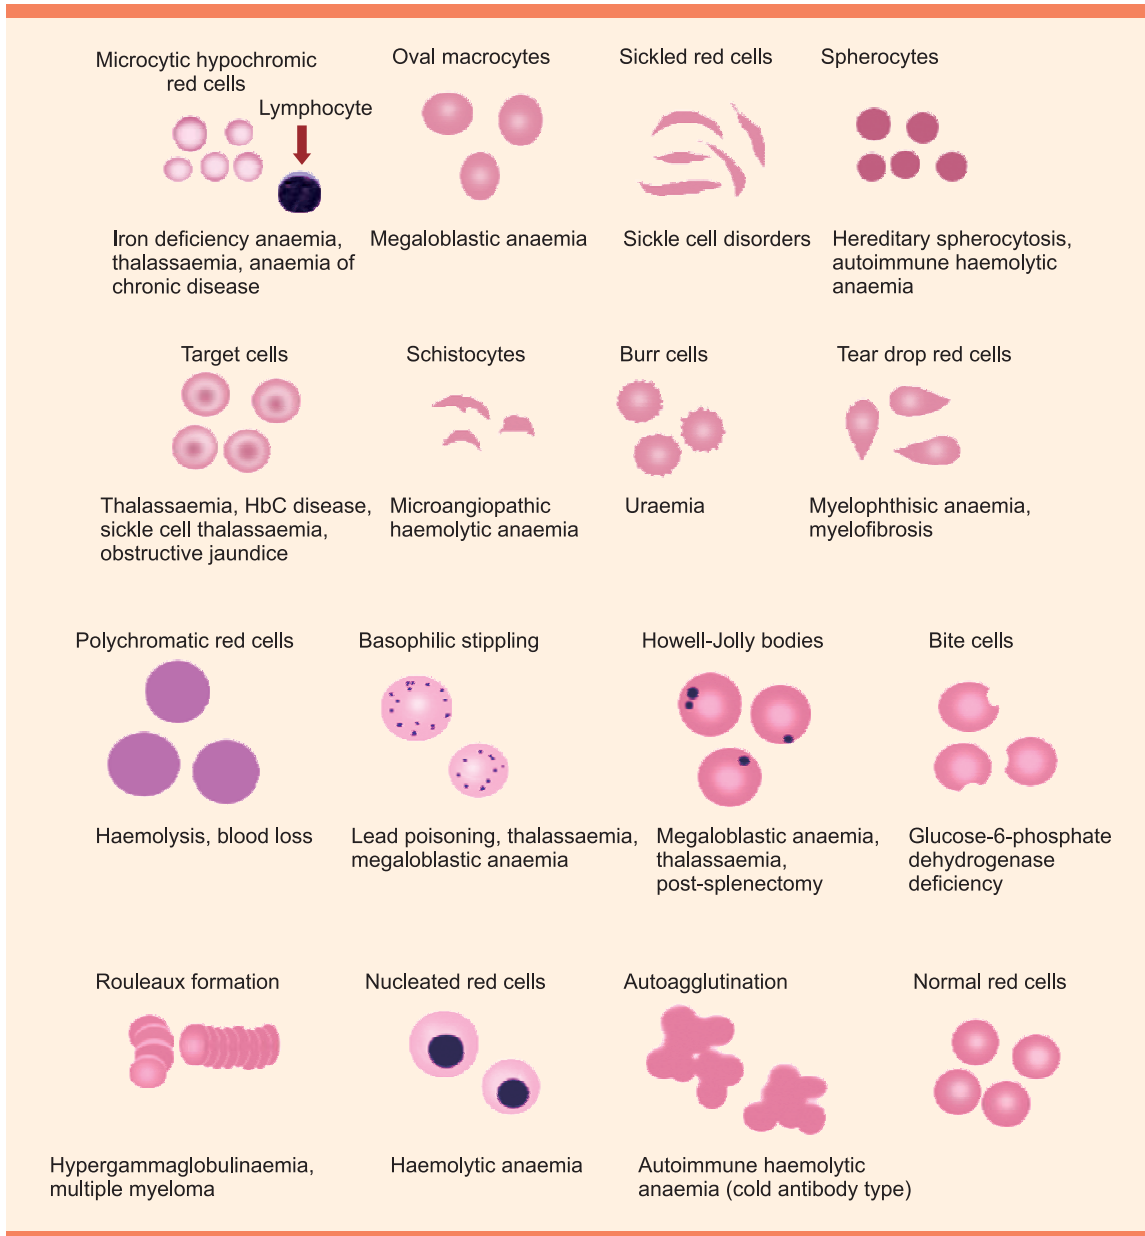 Microcytic hypochromic
red cells
Lymphocyte
Iron deficiency anaemia,
thalassaemia, anaemia of
chronic disease
Oval macrocytes
Megaloblastic anaemia
Sickled red cells
Sickle cell disorders
Spherocytes
Hereditary spherocytosis,
autoimmune haemolytic
anaemia
Target cells
Thalassaemia, HbC disease,
sickle cell thalassaemia,
obstructive jaundice
Schistocytes
Microangiopathic
haemolytic anaemia
Burr cells
Uraemia
Tear drop red cells
Myelophthisic anaemia,
myelofibrosis
Polychromatic red cells
Haemolysis, blood loss
Basophilic stippling
Lead poisoning, thalassaemia,
megaloblastic anaemia
Howell-Jolly bodies
Megaloblastic anaemia,
thalassaemia,
post-splenectomy
Bite cells
Glucose-6-phosphate
dehydrogenase
deficiency
Rouleaux formation
Hypergammaglobulinaemia,
multiple myeloma
Nucleated red cells
Haemolytic anaemia
Autoagglutination
Autoimmune haemolytic
anaemia (cold antibody type)
Normal red cells